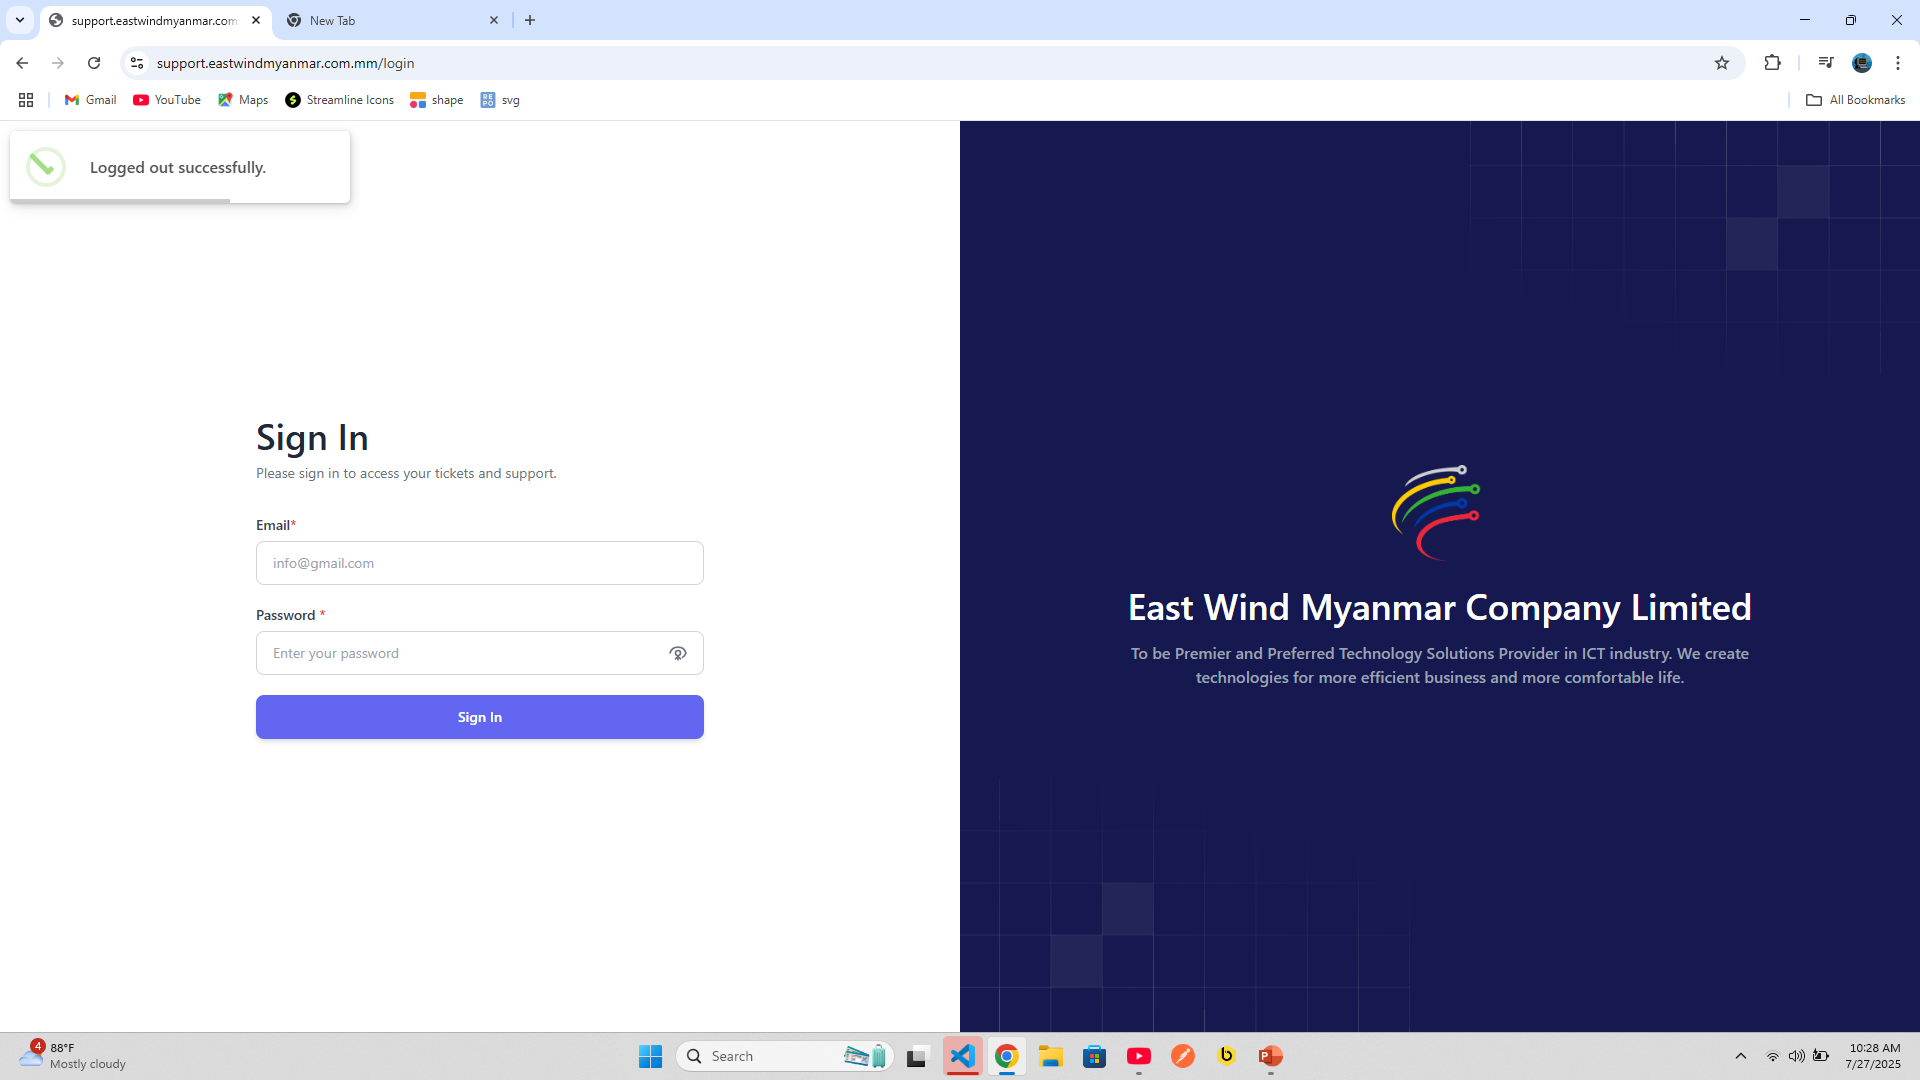 support.eastwindmyanmar.com
New Tab
support.eastwindmyanmar.com.mm/login
Gmail
YouTube
Maps
Streamline Icons
shape
REPO
svg
All Bookmarks
Logged out successfully.
Sign In
Please sign in to access your tickets and support.
Email*
info@gmail.com
Password *
Enter your password
Sign In
East Wind Myanmar Company Limited
To be Premier and Preferred Technology Solutions Provider in ICT industry. We create
technologies for more efficient business and more comfortable life.
4
88°F
Mostly cloudy
Search
b
P
10:28 AM
7/27/2025